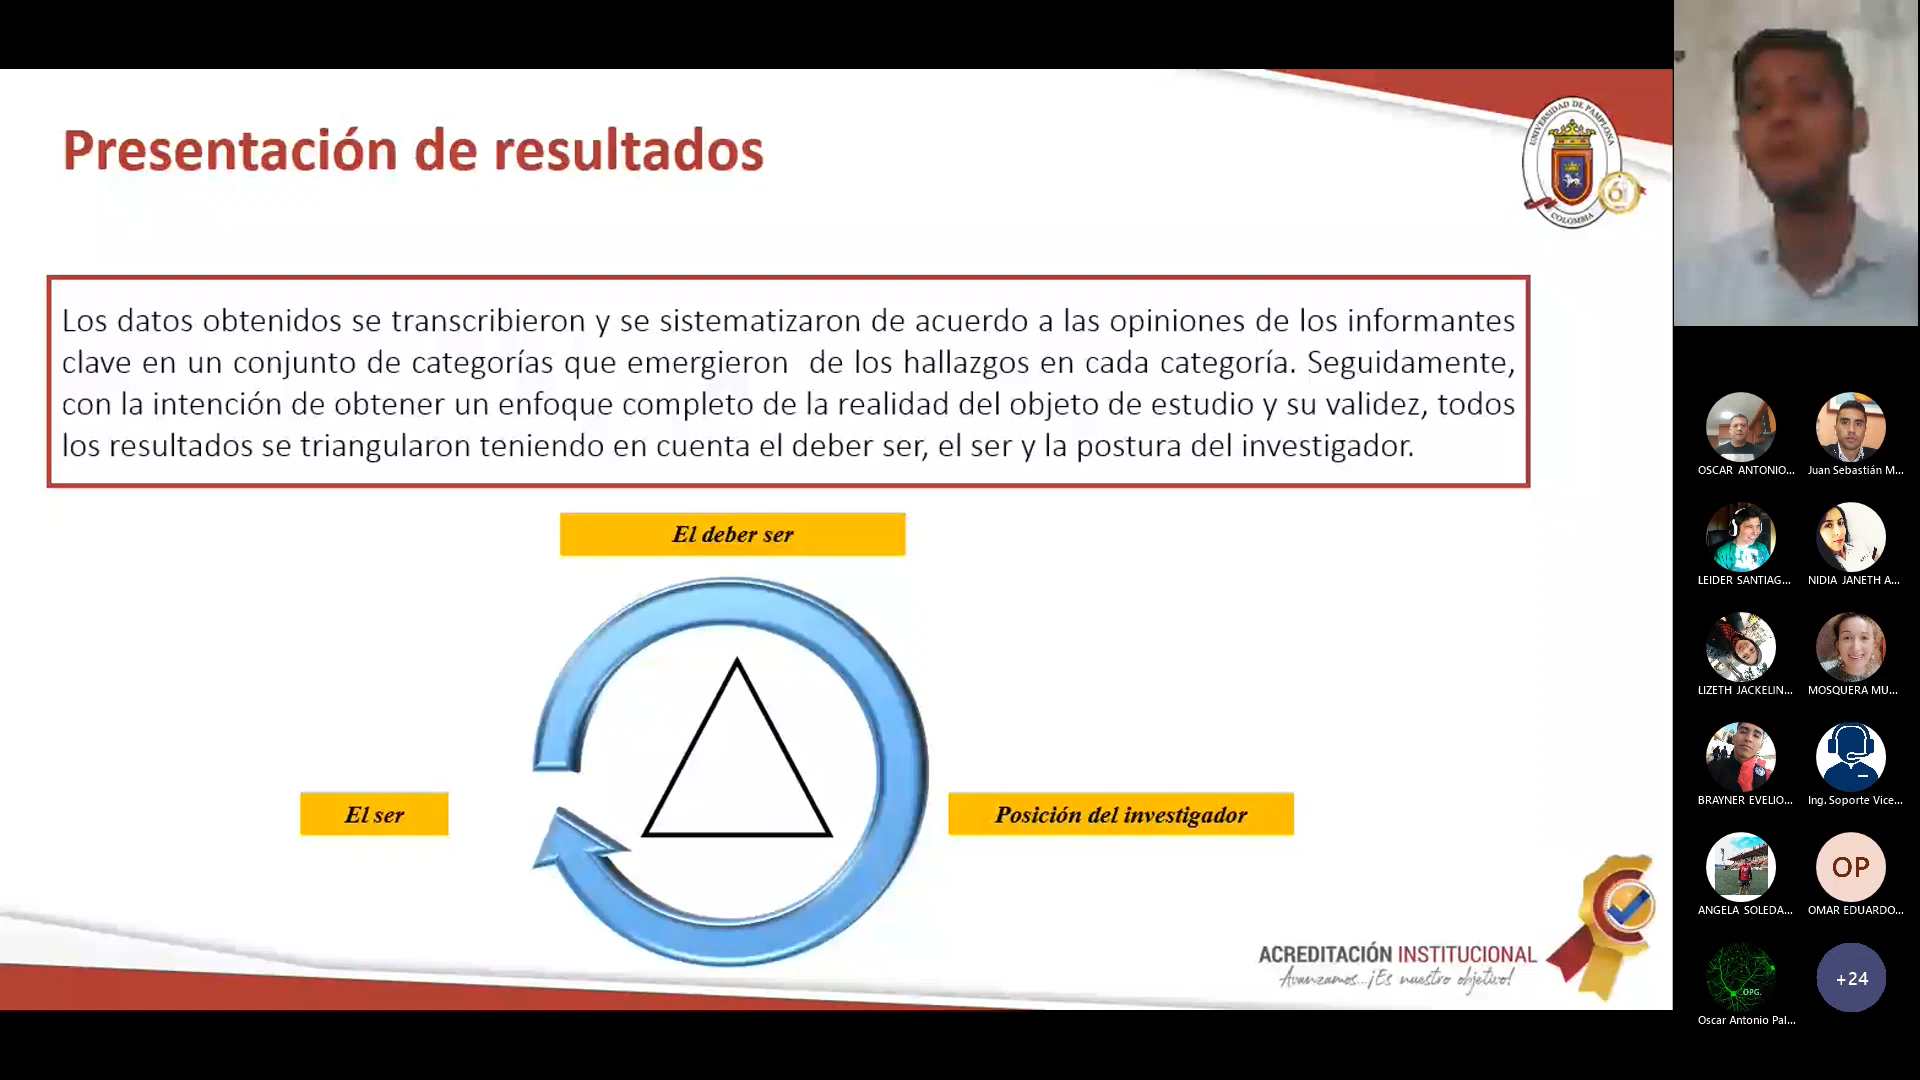 Presentación de resultados
UNIVERSIDAD DE PAMPLONA
COLOMBIA
Los datos obtenidos se transcribieron y se sistematizaron de acuerdo a las opiniones de los informantes
clave en un conjunto de categorías que emergieron  de los hallazgos en cada categoría. Seguidamente,
con la intención de obtener un enfoque completo de la realidad del objeto de estudio y su validez, todos
los resultados se triangularon teniendo en cuenta el deber ser, el ser y la postura del investigador.
El deber ser
El ser
Posición del investigador
ACREDITACIÓN INSTITUCIONAL
Avanzamos...¡Es nuestro objetivo!
OSCAR ANTONIO...
Juan Sebastián M...
LEIDER SANTIAG...
NIDIA JANETH A...
LIZETH JACKELIN...
MOSQUERA MU...
BRAYNER EVELIO...
Ing. Soporte Vice...
ANGELA SOLEDA...
OP
OMAR EDUARDO...
OPG.
Oscar Antonio Pal...
+24